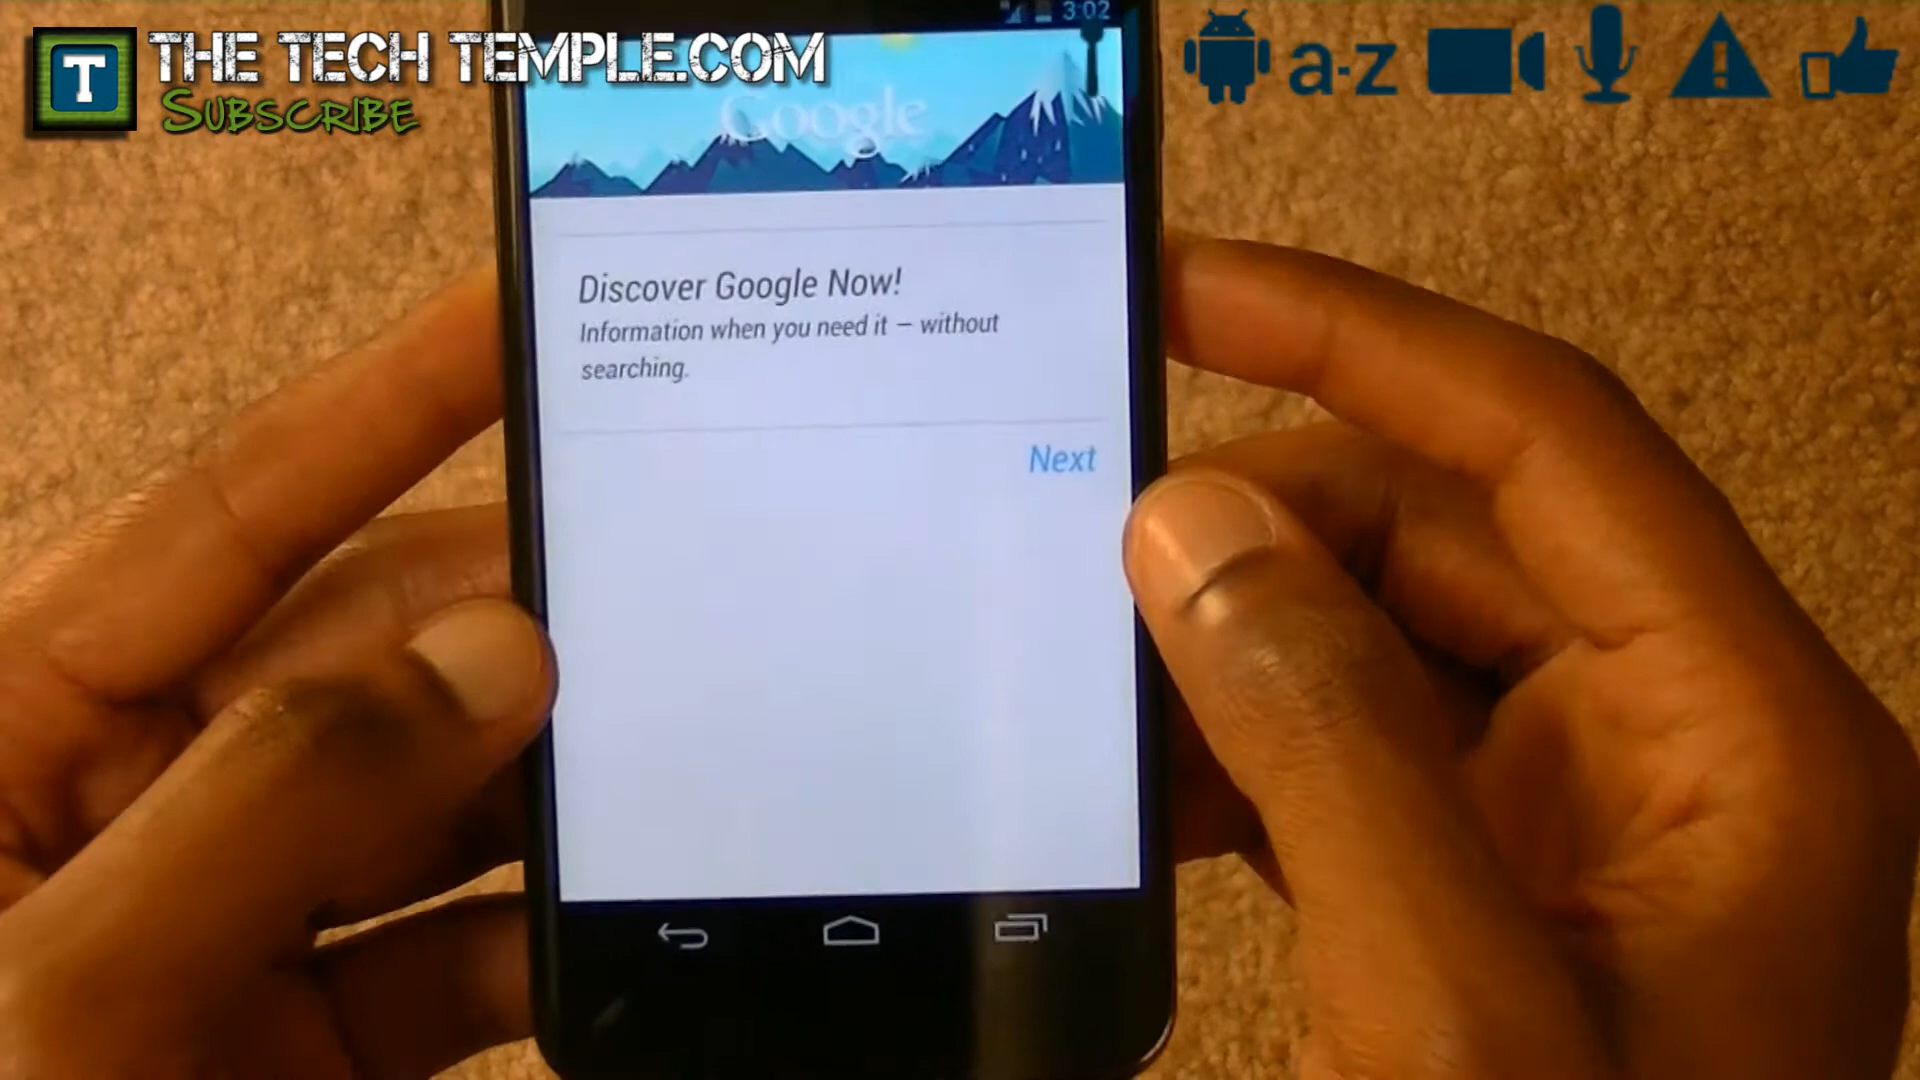 3:02
T THE TECH TEMPLE.COM
SUBSCRIBE
a-z
Google
Discover Google Now!
Information when you need it – without
searching.
Next